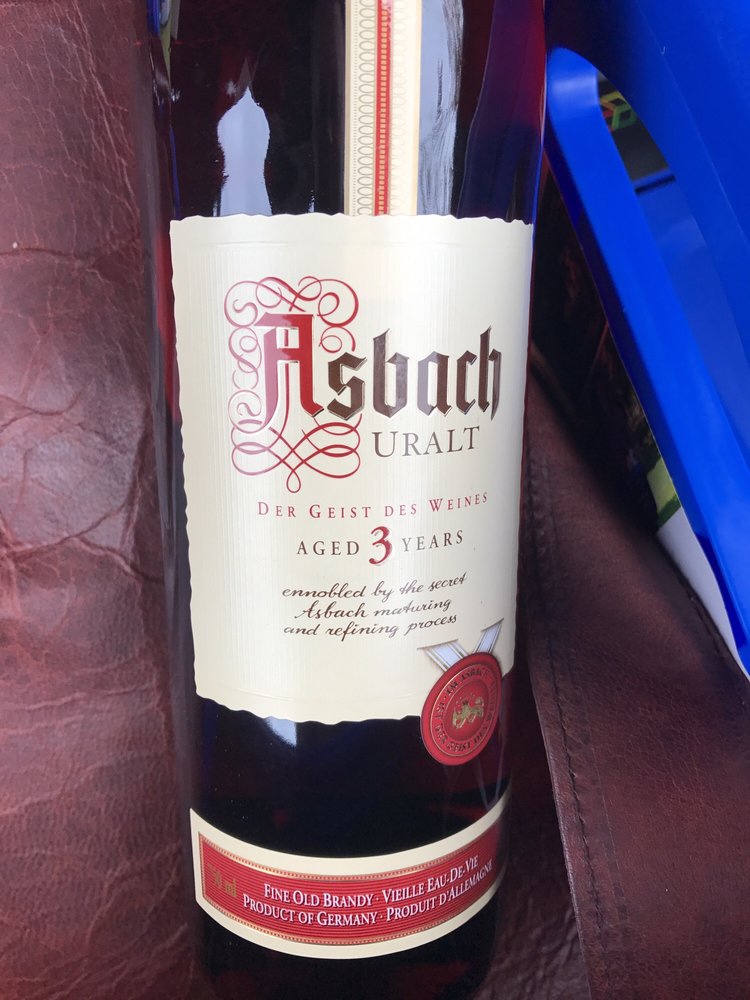 Asbach
URALT
DER GEIST DES WEINES
AGED 3 YEARS
ennobled by the secret
Asbach maturing
and refining process
ml
FINE OLD BRANDY · VIEILLE EAU-DE-VIE
PRODUCT OF GERMANY · PRODUIT D'ALLEMAGNE